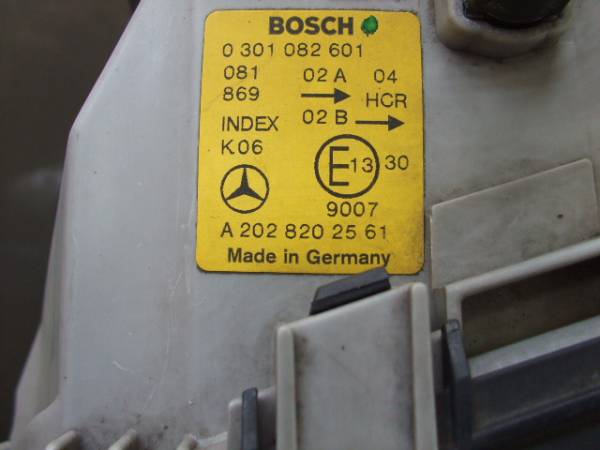 BOSCH
0 301 082 601
081 02 A 04
869 → HCR
INDEX 02 B →
K06
E 13 30
9007
A 202 820 25 61
Made in Germany